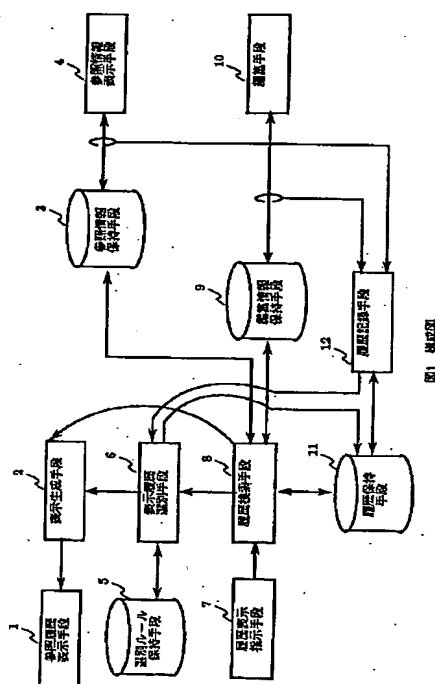 1
参照履歴
表示手段
2
表示生成手段
3
参照情報
保持手段
4
参照情報
表示手段
5
選別ルール
保持手段
6
表示履歴
選別手段
7
履歴表示
指示手段
8
履歴検索手段
9
編集情報
保持手段
10
編集手段
11
履歴保持
手段
12
履歴記録手段
図1 構成図